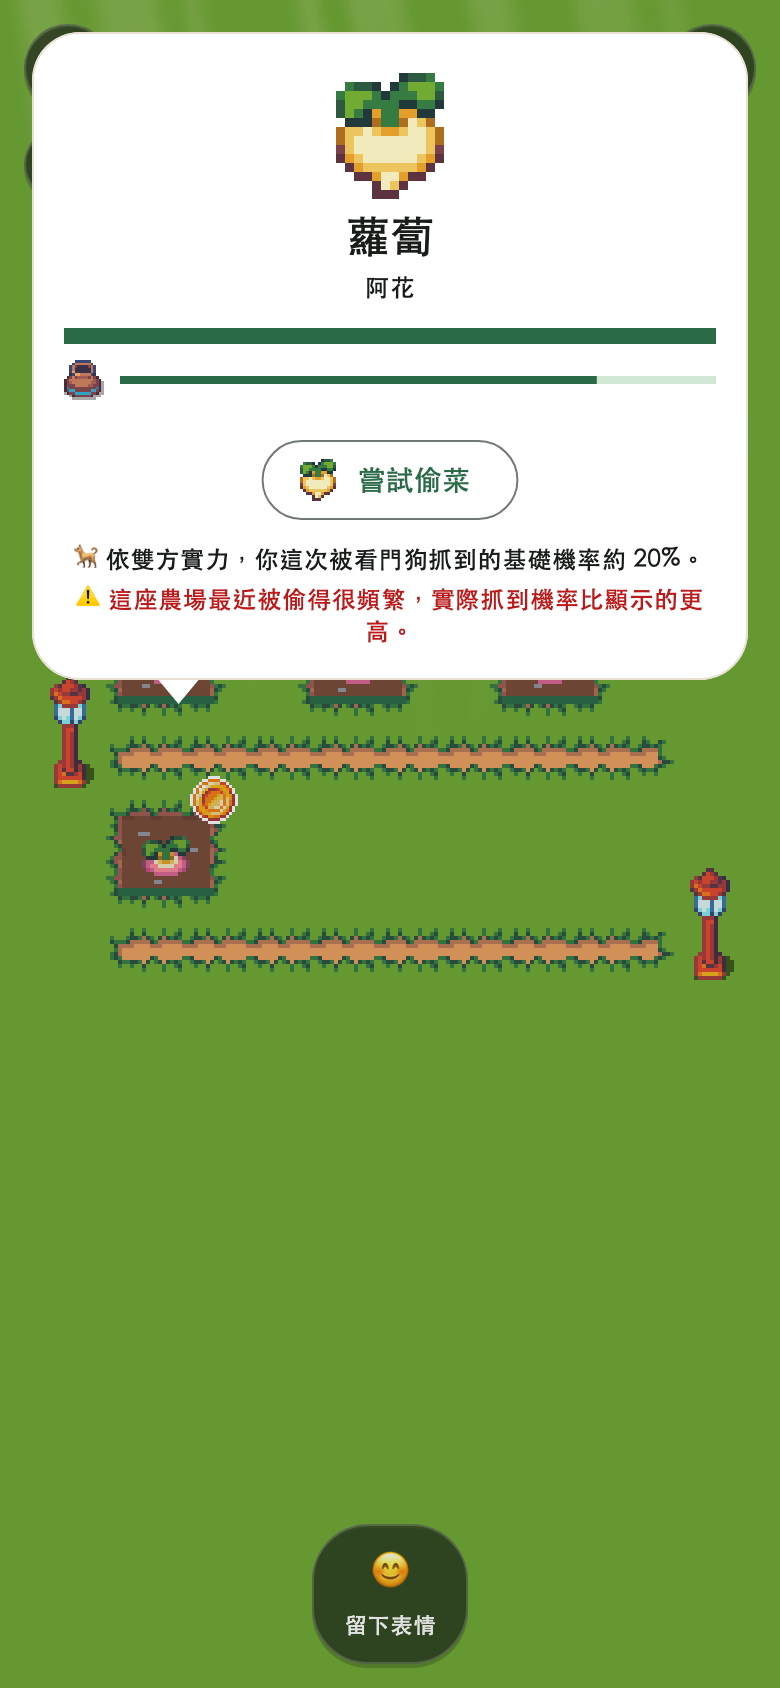 蘿蔔
阿花
嘗試偷菜
依雙方實力，你這次被看門狗抓到的基礎機率約 20%。
這座農場最近被偷得很頻繁，實際抓到機率比顯示的更
高。
留下表情